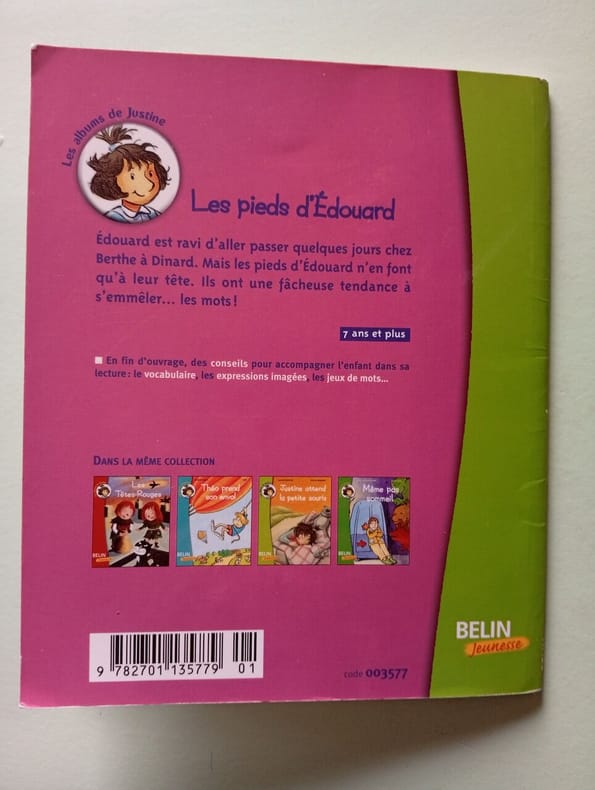 Les albums de Justine
Les pieds d'Édouard
Édouard est ravi d'aller passer quelques jours chez
Berthe à Dinard. Mais les pieds d'Édouard n'en font
qu'à leur tête. Ils ont une fâcheuse tendance à
s'emmêler... les mots !
7 ans et plus
En fin d'ouvrage, des conseils pour accompagner l'enfant dans sa
lecture : le vocabulaire, les expressions imagées, les jeux de mots...
DANS LA MÊME COLLECTION
Les
Têtes-Rouges
BELIN
Théo prend
son envol
BELIN
Justine attend
la petite souris
BELIN
Même pas
sommeil
BELIN
BELIN
Jeunesse
9 782701 135779 01
code 003577